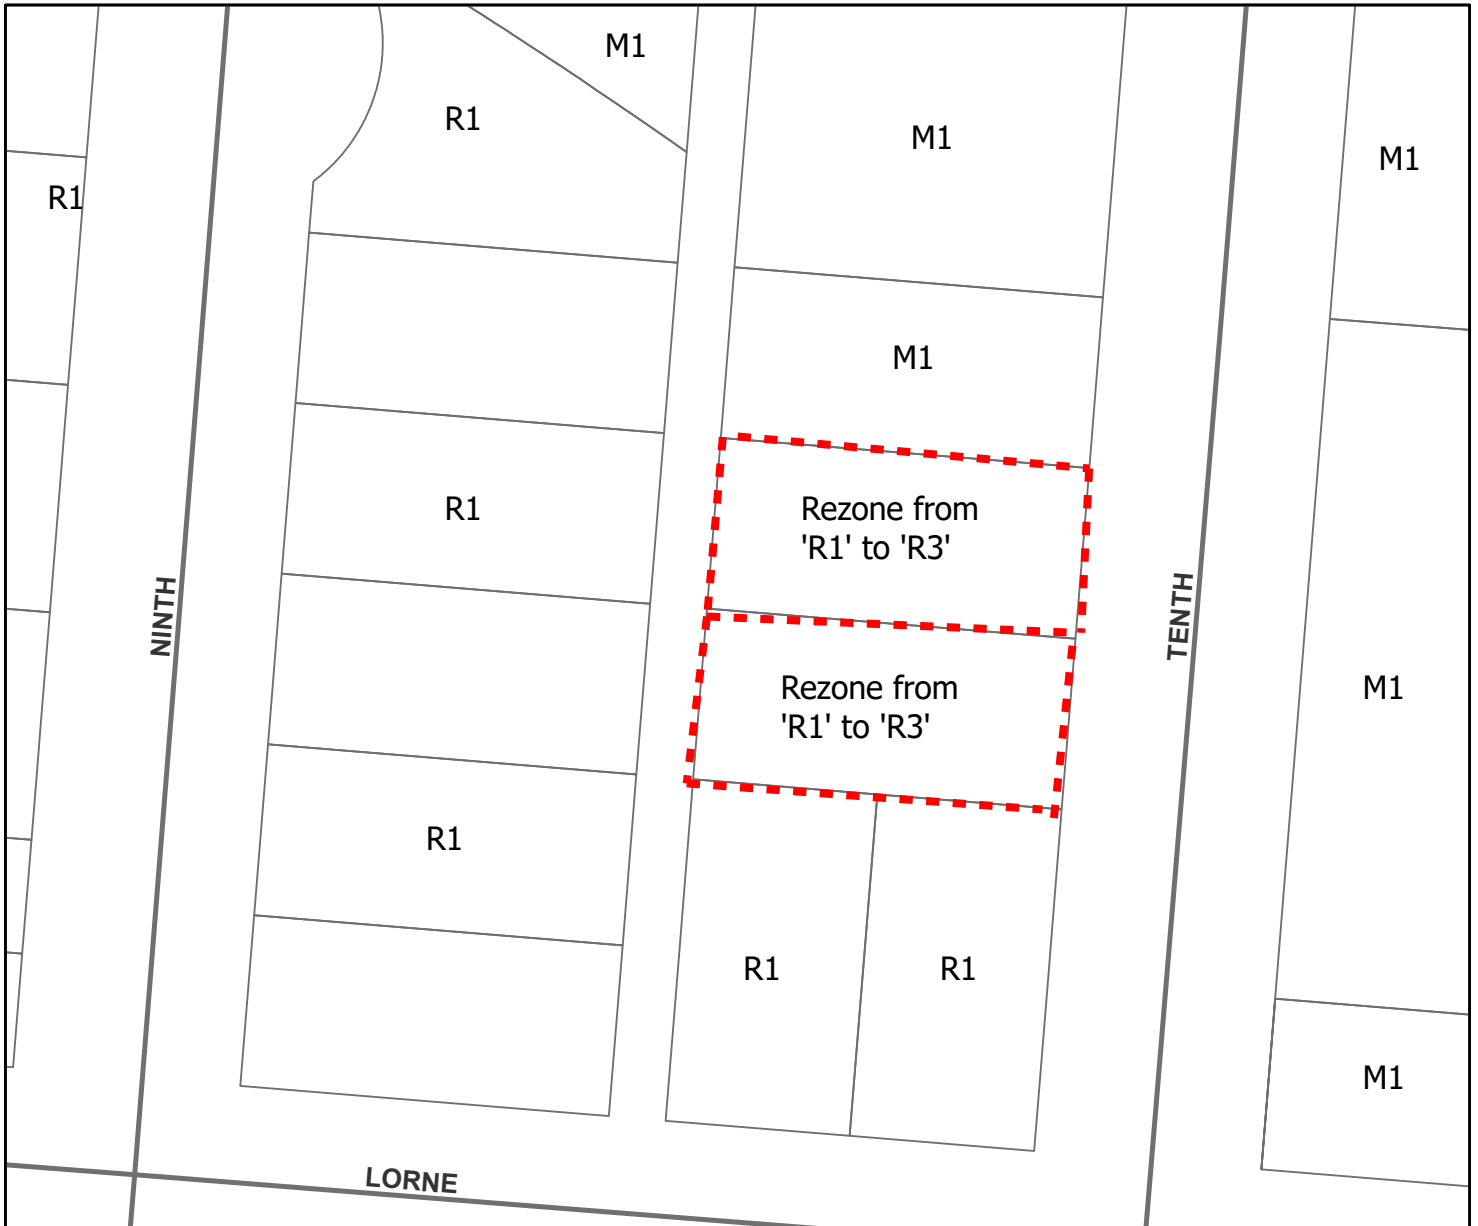 M1
R1
M1
M1
R1
M1
Rezone from
'R1' to 'R3'
R1
NINTH
TENTH
Rezone from
'R1' to 'R3'
M1
R1
R1
R1
M1
LORNE